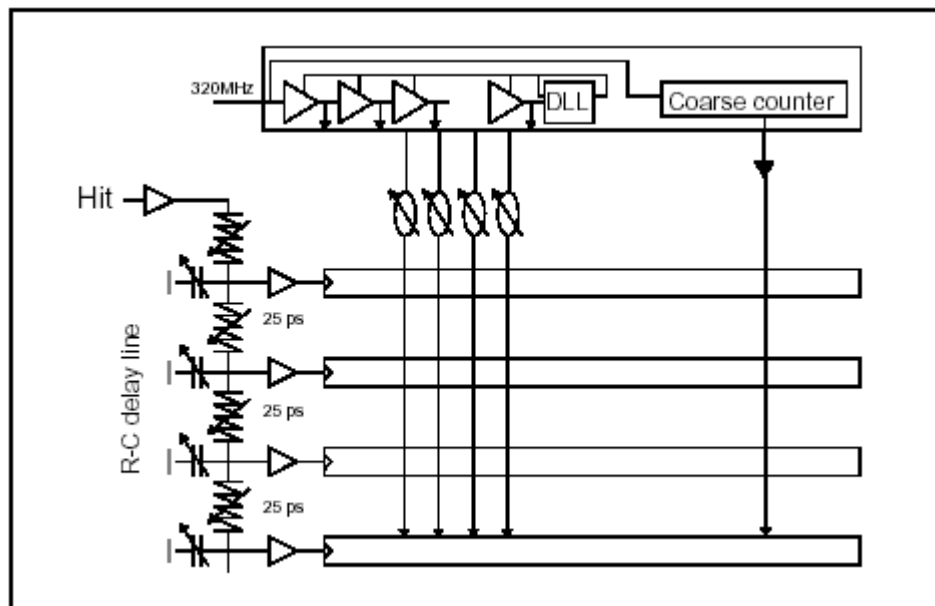 320MHz
DLL
Coarse counter
Hit
25 ps
25 ps
25 ps
R-C delay line